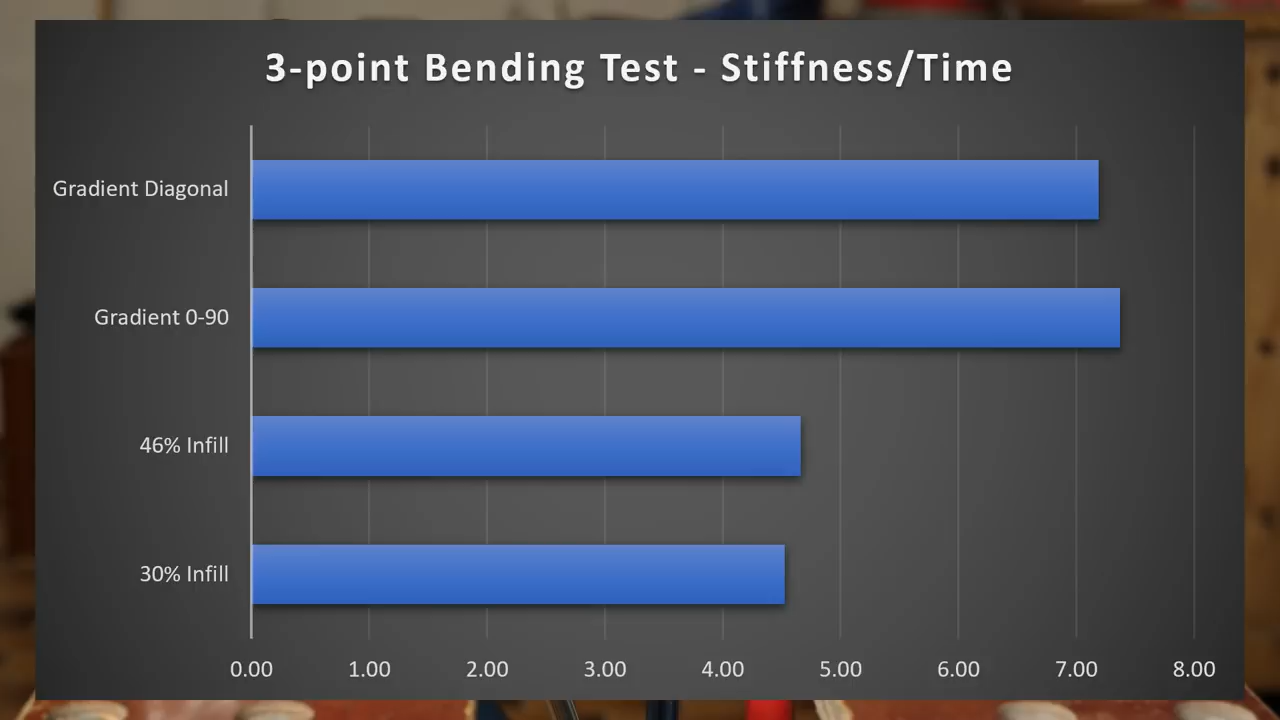 3-point Bending Test - Stiffness/Time
Gradient Diagonal
Gradient 0-90
46% Infill
30% Infill
0.00 1.00 2.00 3.00 4.00 5.00 6.00 7.00 8.00